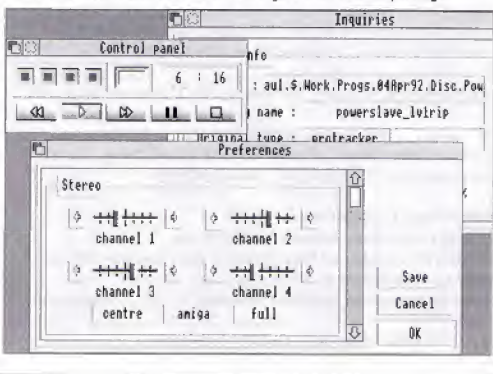 Inquiries
Control panel
nfo
6 : 16
: aul.$.Work.Progs.04Apr92.Disc.Pow
name : powerslave_lvlrip
Original type : protracker
Preferences
Stereo
channel 1
channel 2
channel 3
channel 4
centre amiga full
Save
Cancel
OK